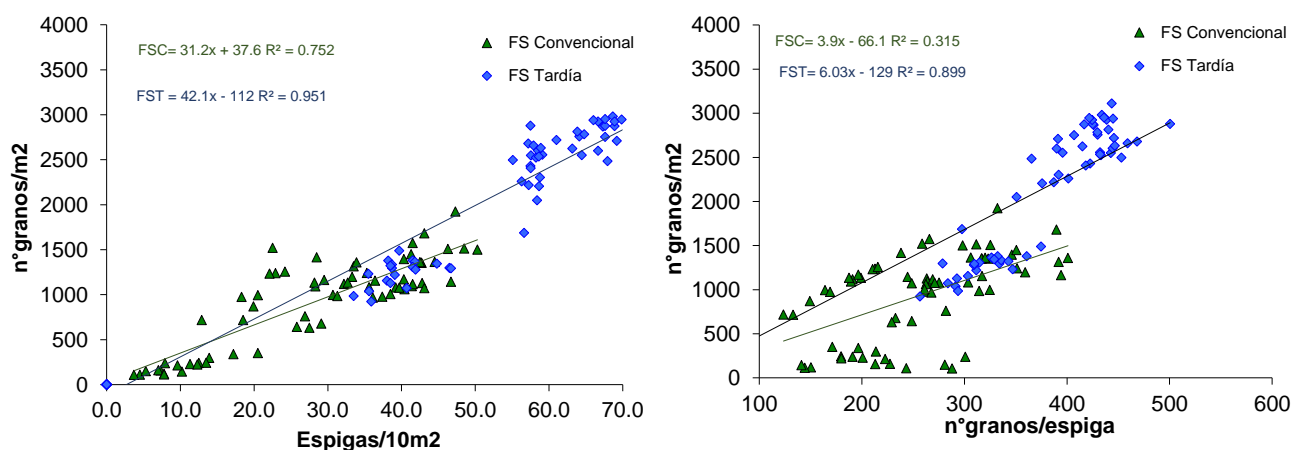 4000
3500
3000
2500
2000
1500
1000
500
0
n°granos/m2
FSC= 31.2x + 37.6 R² = 0.752
FST = 42.1x - 112 R² = 0.951
FS Convencional
FS Tardía
0.0 10.0 20.0 30.0 40.0 50.0 60.0 70.0
Espigas/10m2
4000
3500
3000
2500
2000
1500
1000
500
0
n°granos/m2
FSC= 3.9x - 66.1 R² = 0.315
FST= 6.03x - 129 R² = 0.899
FS Convencional
FS Tardía
100 200 300 400 500 600
n°granos/espiga